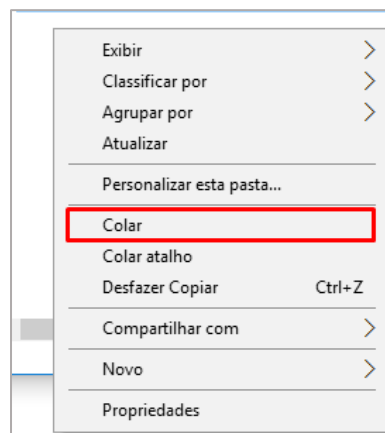 Exibir
Classificar por
Agrupar por
Atualizar
Personalizar esta pasta...
Colar
Colar atalho
Desfazer Copiar Ctrl+Z
Compartilhar com
Novo
Propriedades